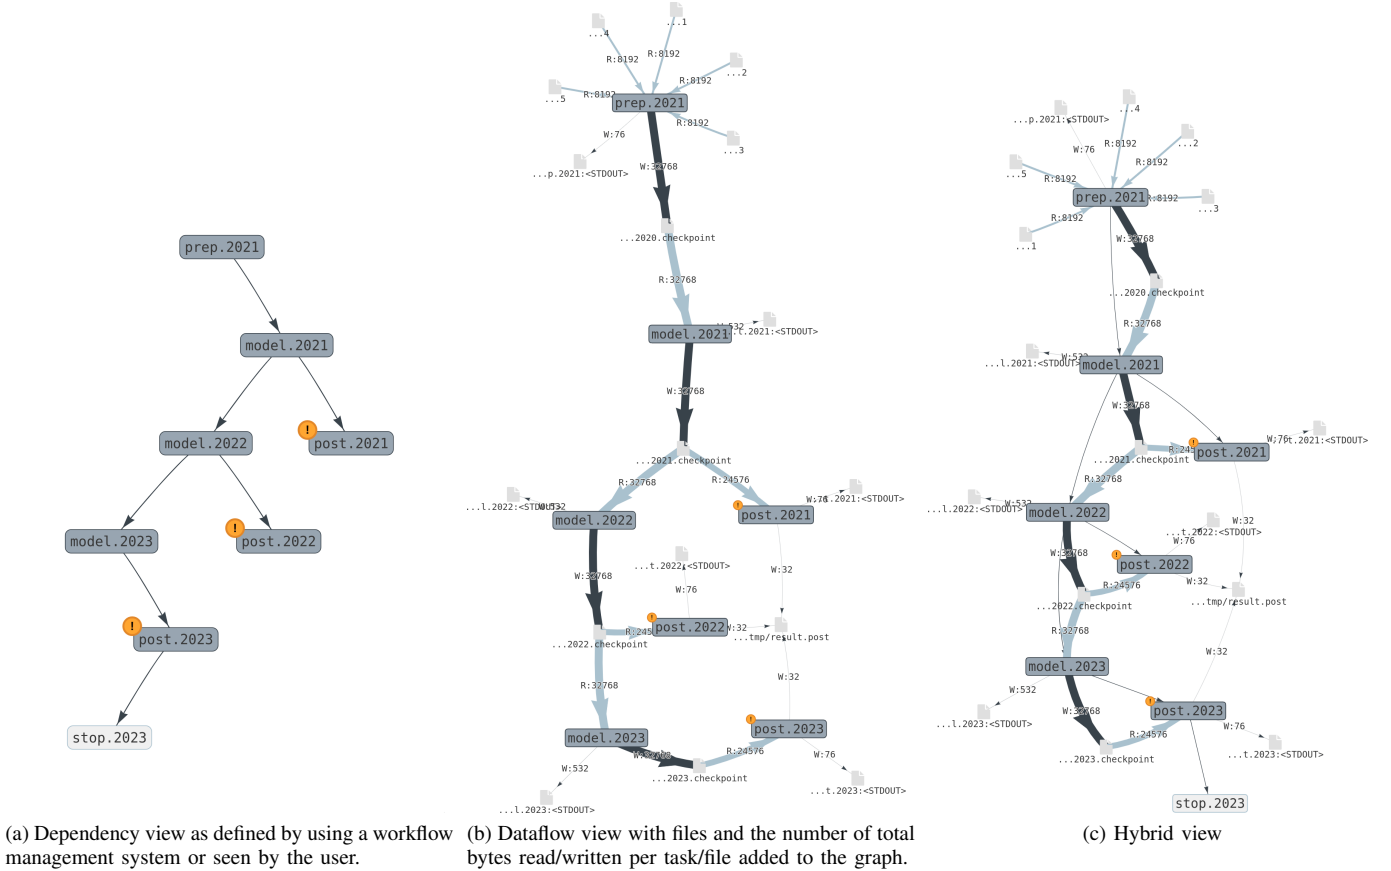 prep.2021
model.2021
model.2022
post.2021
model.2023
post.2022
post.2023
stop.2023
(a) Dependency view as defined by using a workflow
management system or seen by the user.
...4
...1
R:8192
R:8192
...2
R:8192
...5
R:8192
prep.2021
R:8192
...3
W:76
...p.2021:<STDOUT>
W:32768
...2020.checkpoint
R:32768
W:532
model.2021
...t.2021:<STDOUT>
W:32768
...2021.checkpoint
R:32768
R:24576
...l.2022:<STDOUT>
W:532
W:76
model.2022
post.2021
W:32768
...t.2022:<STDOUT>
W:32
W:76
R:24576
post.2022
W:32
...tmp/result.post
...2022.checkpoint
R:32768
W:32
model.2023
post.2023
W:32768
R:24576
W:76
W:532
...2023.checkpoint
...t.2023:<STDOUT>
...l.2023:<STDOUT>
(b) Dataflow view with files and the number of total
bytes read/written per task/file added to the graph.
...4
...p.2021:<STDOUT>
W:76
R:8192
...2
R:8192
...5
R:8192
prep.2021
R:8192
...3
R:8192
...1
W:32768
...2020.checkpoint
R:32768
...l.2021:<STDOUT>
W:532
model.2021
W:32768
W:76
...t.2021:<STDOUT>
post.2021
...2021.checkpoint
R:32768
...l.2022:<STDOUT>
W:532
model.2022
W:32
...t.2022:<STDOUT>
W:76
W:32768
post.2022
R:24576
W:32
...tmp/result.post
...2022.checkpoint
R:32768
W:32
model.2023
W:532
W:32768
post.2023
...l.2023:<STDOUT>
W:76
R:24576
...2023.checkpoint
...t.2023:<STDOUT>
stop.2023
(c) Hybrid view